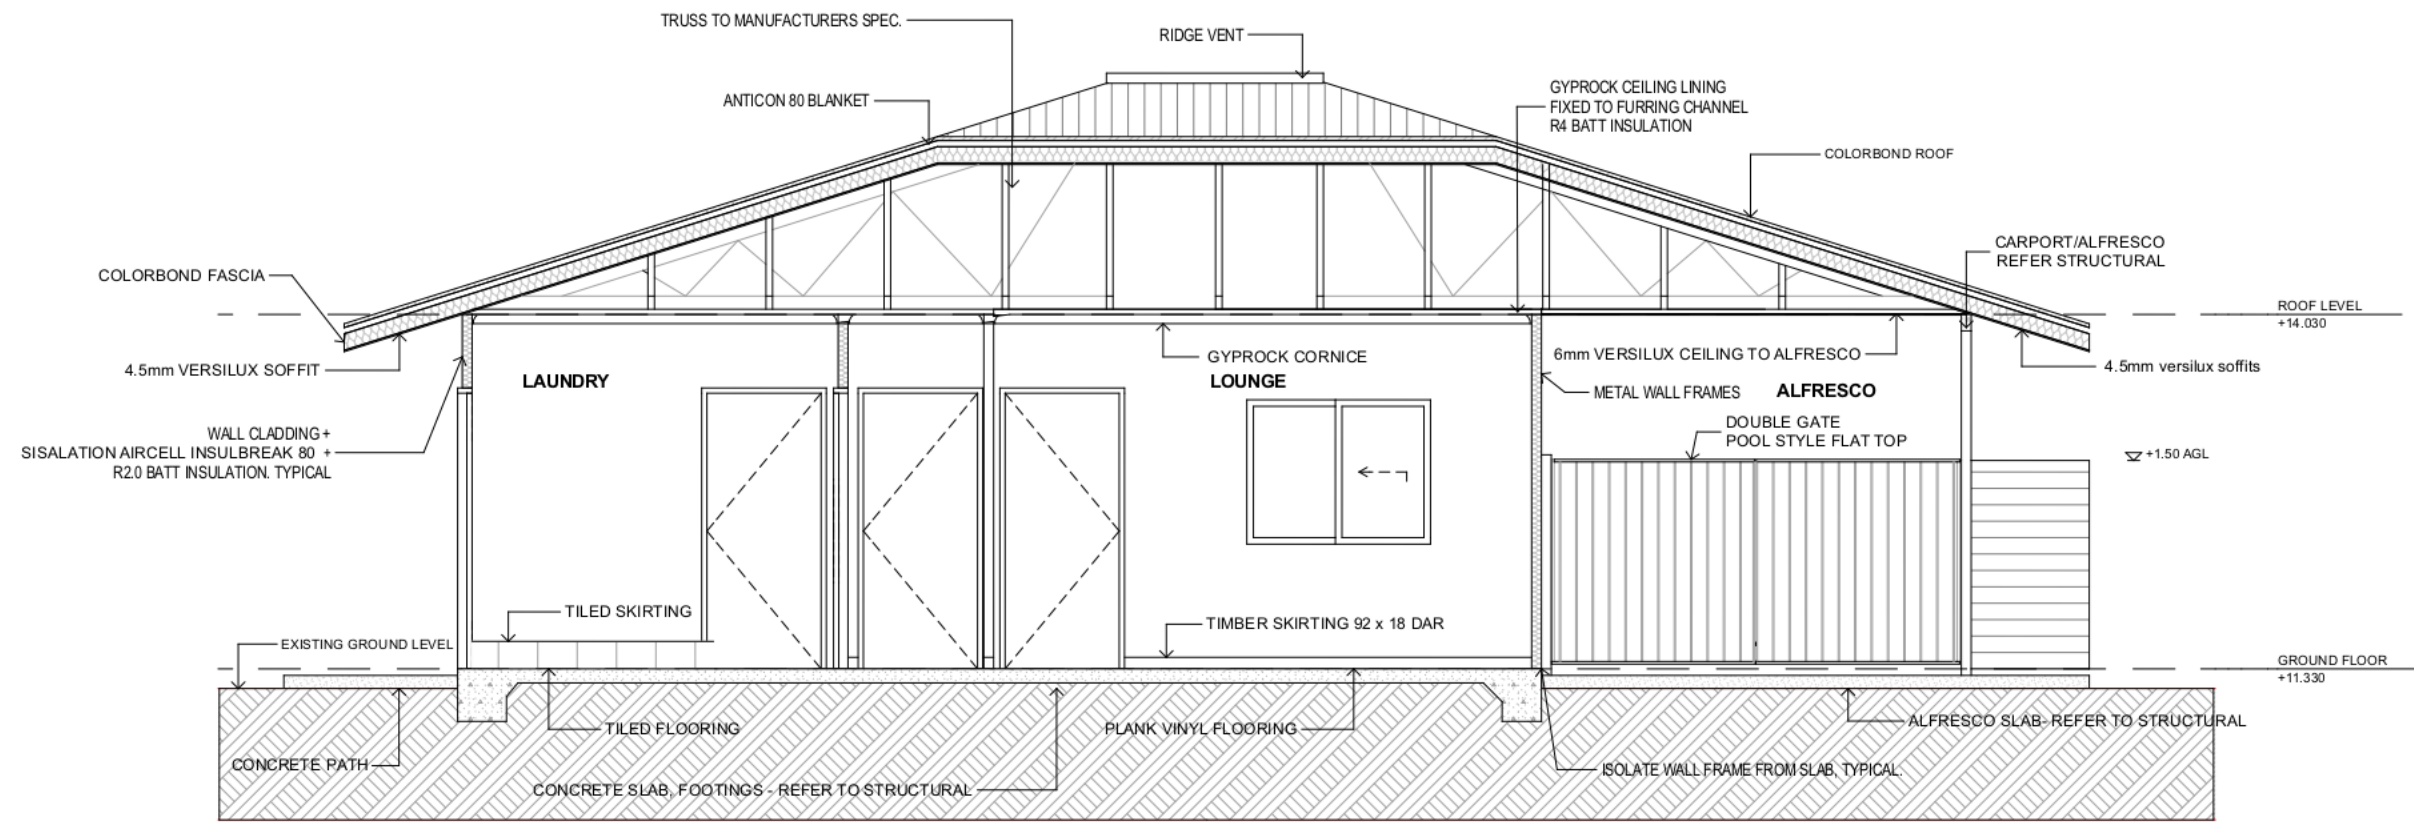 TRUSS TO MANUFACTURERS SPEC.
RIDGE VENT
ANTICON 80 BLANKET
GYPROCK CEILING LINING
FIXED TO FURRING CHANNEL
R4 BATT INSULATION
COLORBOND ROOF
COLORBOND FASCIA
CARPORT/ALFRESCO
REFER STRUCTURAL
ROOF LEVEL
+14.030
4.5mm VERSILUX SOFFIT
GYPROCK CORNICE
6mm VERSILUX CEILING TO ALFRESCO
4.5mm versilux soffits
LAUNDRY
LOUNGE
METAL WALL FRAMES
ALFRESCO
WALL CLADDING +
SISALATION AIRCELL INSULBREAK 80 +
R2.0 BATT INSULATION. TYPICAL
DOUBLE GATE
POOL STYLE FLAT TOP
+1.50 AGL
TILED SKIRTING
TIMBER SKIRTING 92 x 18 DAR
EXISTING GROUND LEVEL
GROUND FLOOR
+11.330
TILED FLOORING
PLANK VINYL FLOORING
ALFRESCO SLAB- REFER TO STRUCTURAL
CONCRETE PATH
ISOLATE WALL FRAME FROM SLAB, TYPICAL.
CONCRETE SLAB, FOOTINGS - REFER TO STRUCTURAL